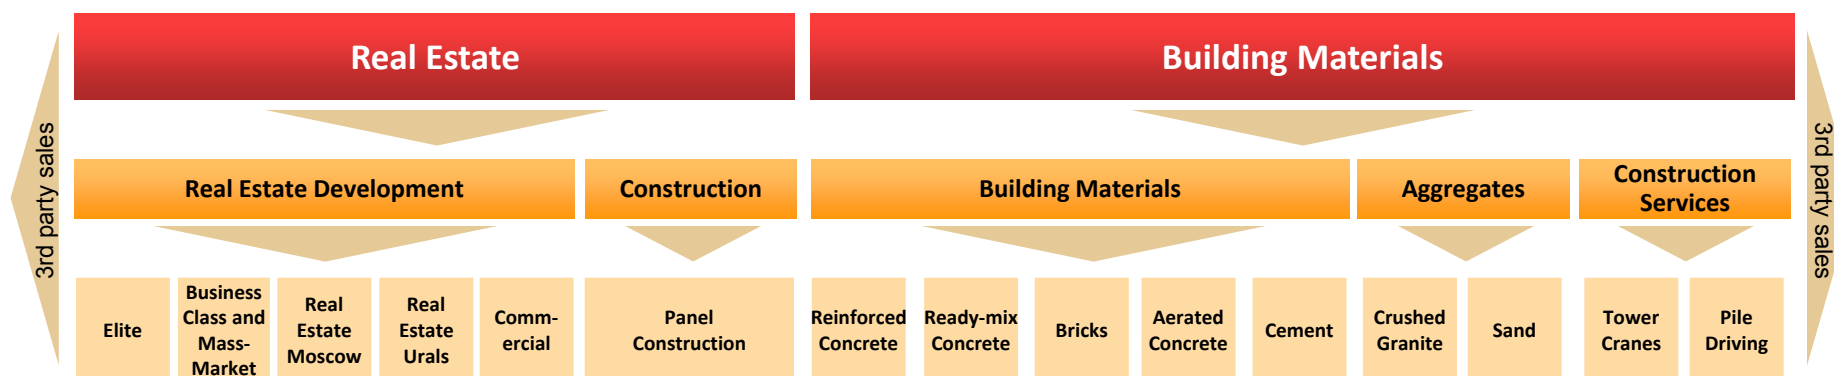 Real Estate
Building Materials
3rd party sales
Real Estate Development
Construction
Building Materials
Aggregates
Construction
Services
3rd party sales
Elite
Business
Class and
Mass-
Market
Real
Estate
Moscow
Real
Estate
Urals
Comm-
ercial
Panel
Construction
Reinforced
Concrete
Ready-mix
Concrete
Bricks
Aerated
Concrete
Cement
Crushed
Granite
Sand
Tower
Cranes
Pile
Driving